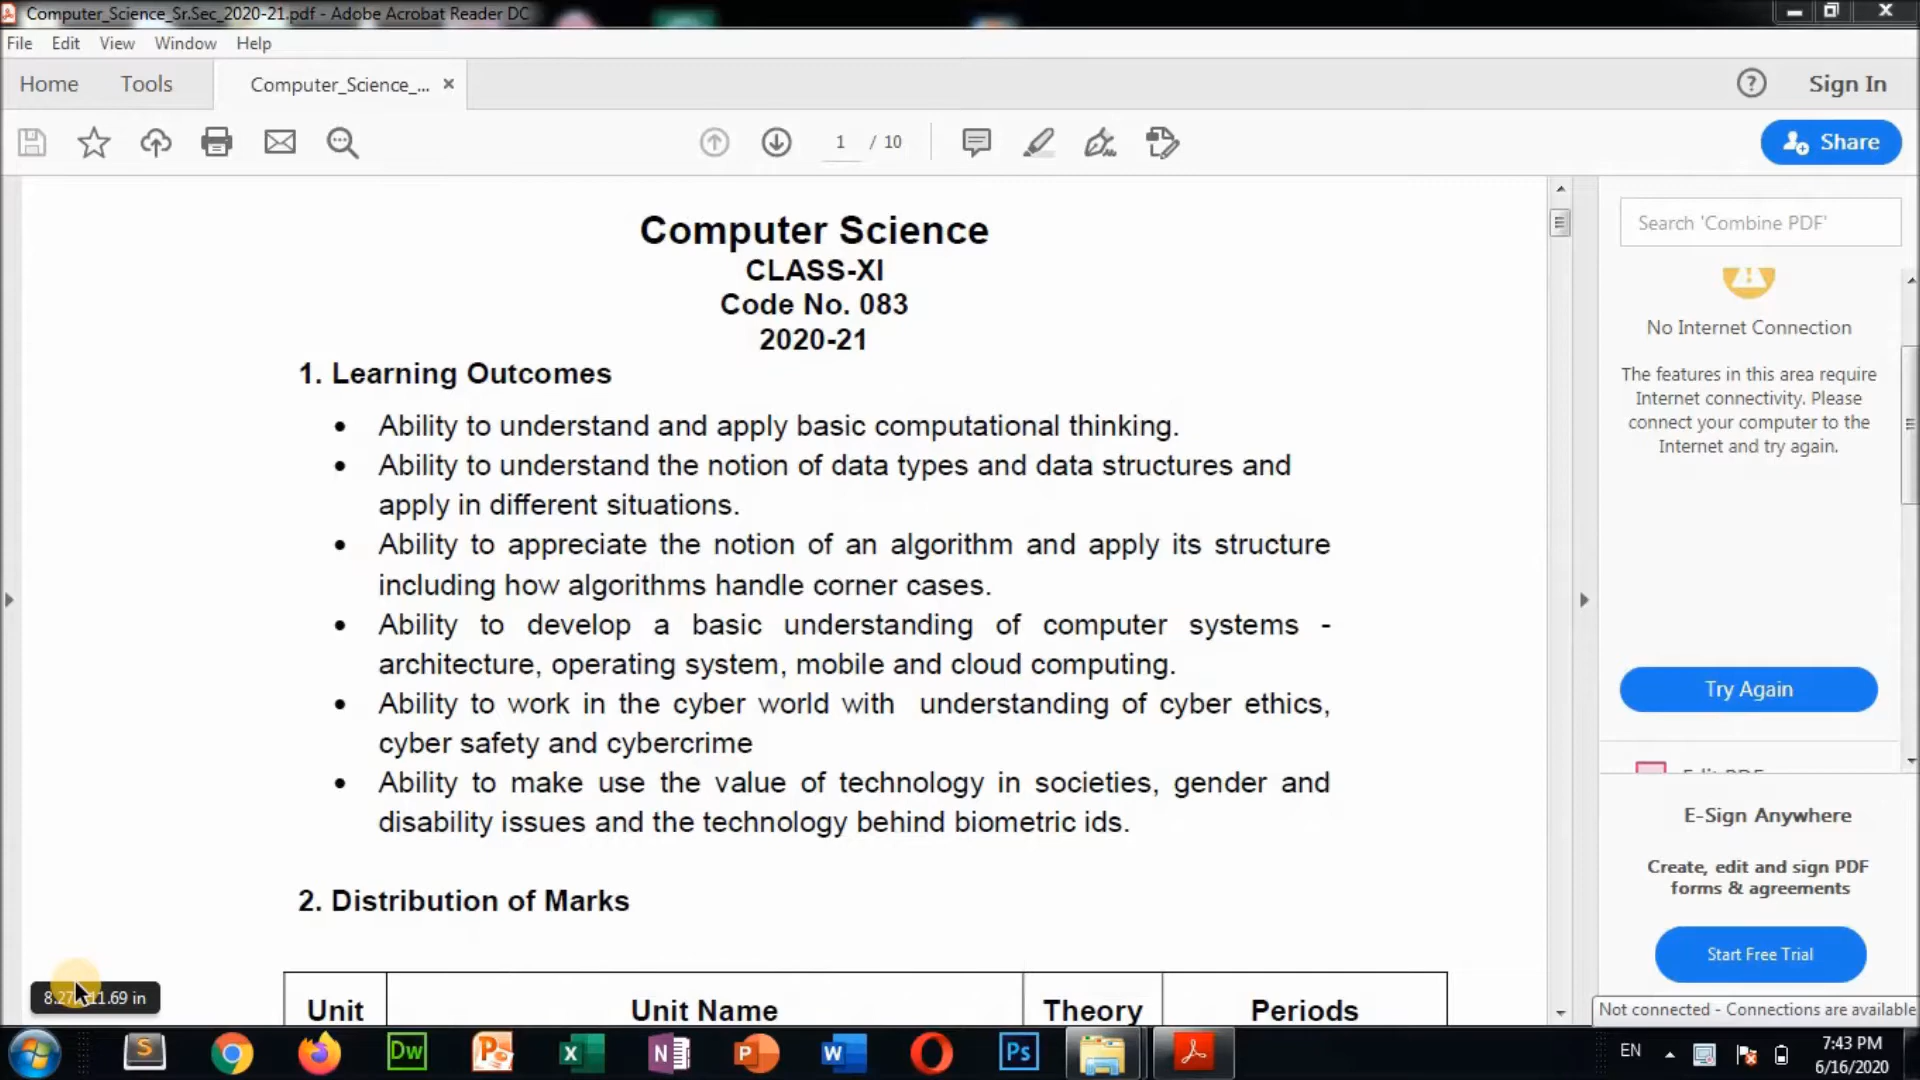 Computer_Science_Sr.Sec_2020-21.pdf - Adobe Acrobat Reader DC
File Edit View Window Help
Home Tools Computer_Science_... ×
? Sign In
1 / 10
Share
Computer Science
CLASS-XI
Code No. 083
2020-21
1. Learning Outcomes
• Ability to understand and apply basic computational thinking.
• Ability to understand the notion of data types and data structures and
apply in different situations.
• Ability to appreciate the notion of an algorithm and apply its structure
including how algorithms handle corner cases.
• Ability to develop a basic understanding of computer systems -
architecture, operating system, mobile and cloud computing.
• Ability to work in the cyber world with understanding of cyber ethics,
cyber safety and cybercrime
• Ability to make use the value of technology in societies, gender and
disability issues and the technology behind biometric ids.
2. Distribution of Marks
Unit Unit Name Theory Periods
Search 'Combine PDF'
No Internet Connection
The features in this area require
Internet connectivity. Please
connect your computer to the
Internet and try again.
Try Again
E-Sign Anywhere
Create, edit and sign PDF
forms & agreements
Start Free Trial
Not connected - Connections are available
11.69 in
S Dw P X N P W Ps
EN
7:43 PM
6/16/2020